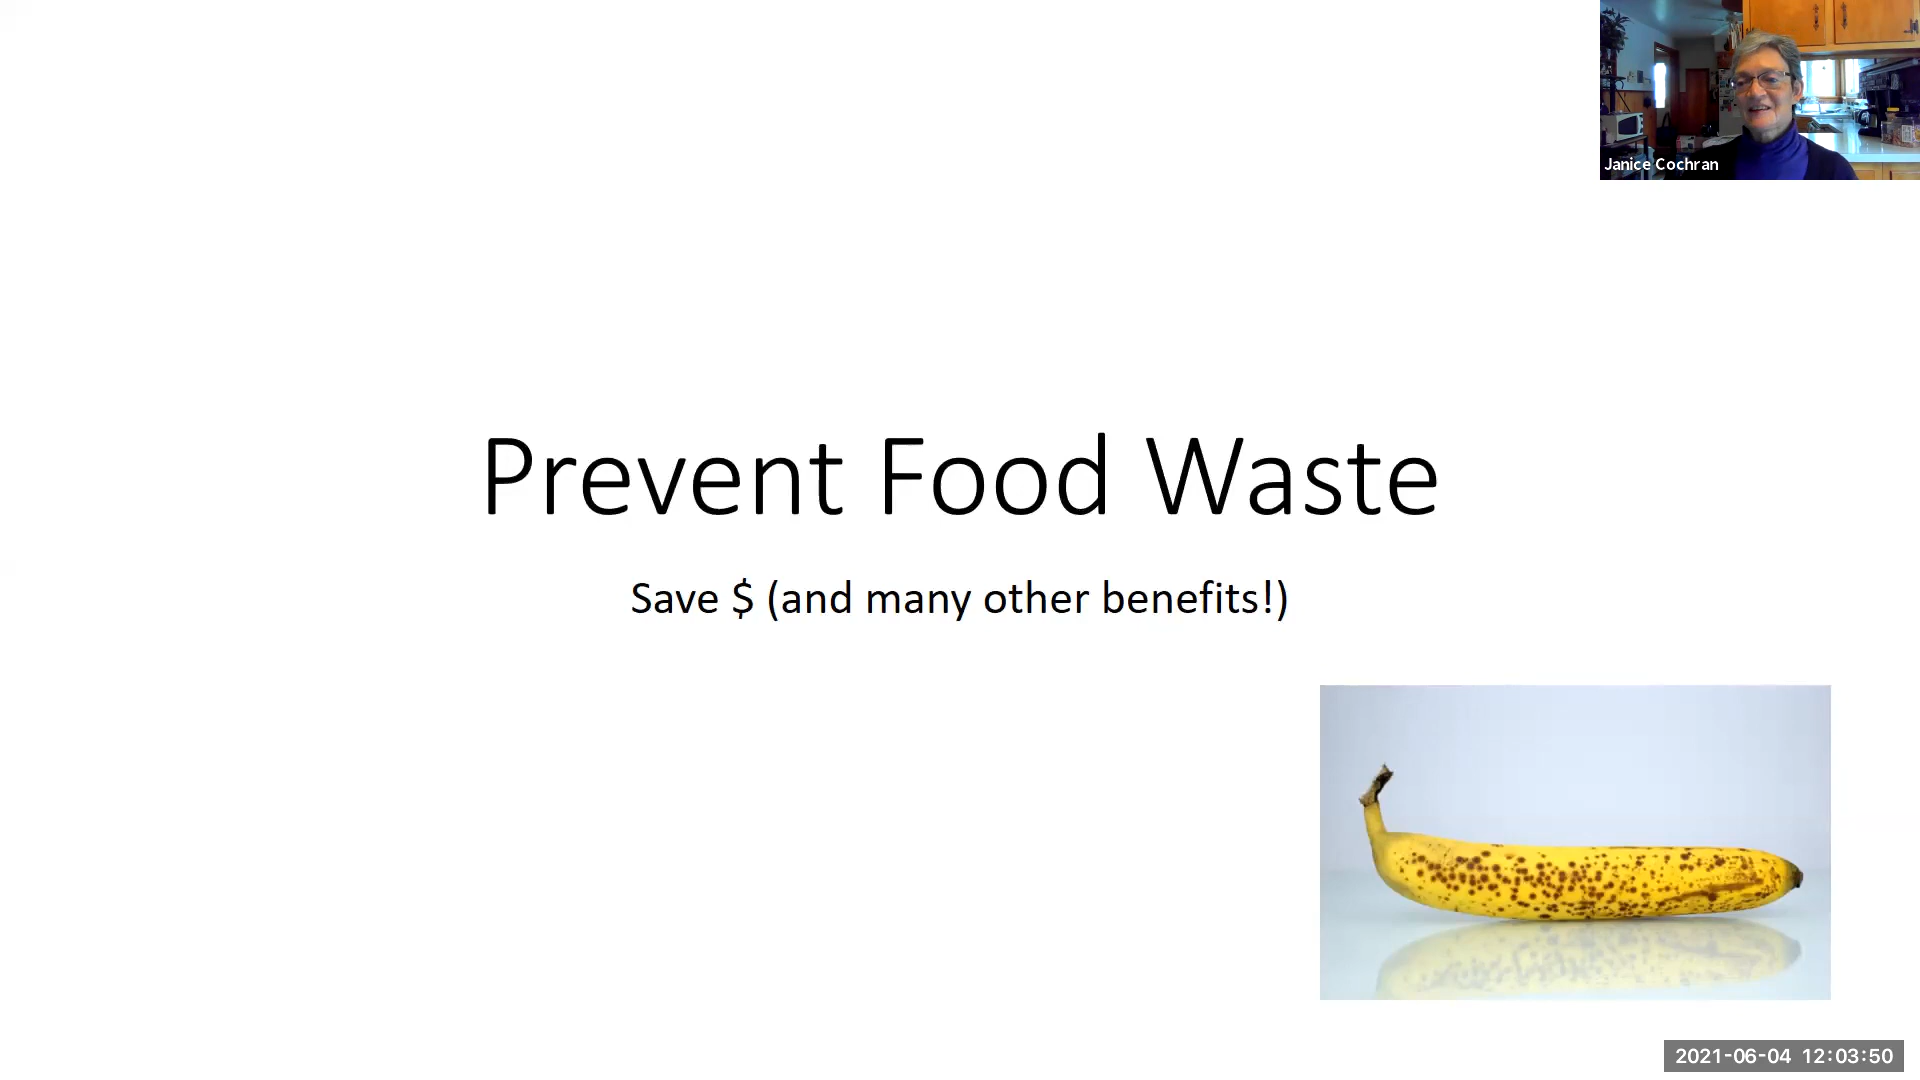 Janice Cochran
Prevent Food Waste
Save $ (and many other benefits!)
2021-06-04 12:03:50